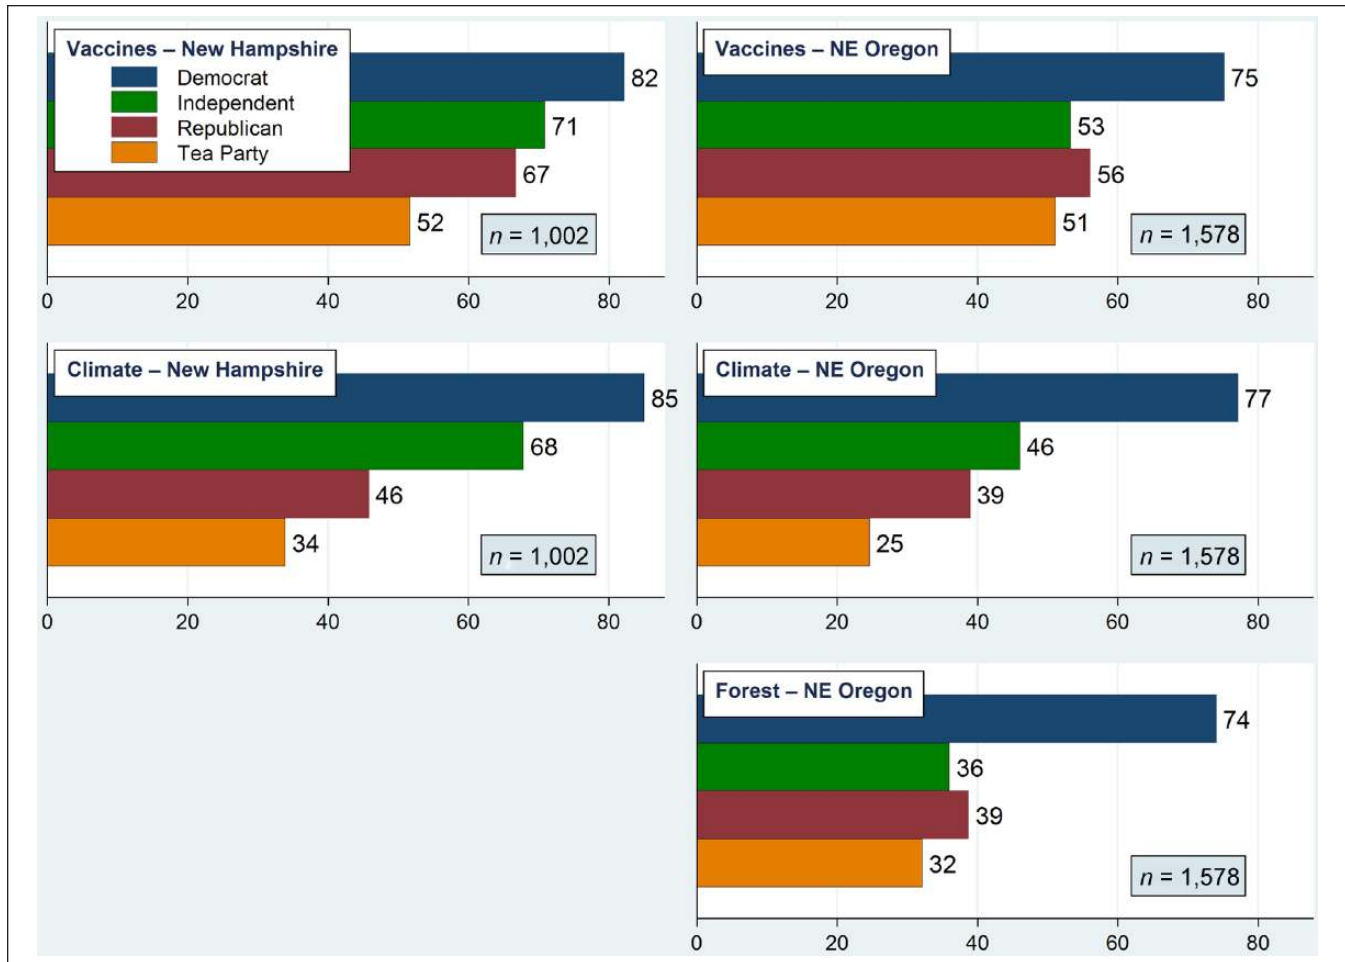 Vaccines – New Hampshire
Democrat
Independent
Republican
Tea Party
82
71
67
52
n = 1,002
0 20 40 60 80
Vaccines – NE Oregon
75
53
56
51
n = 1,578
0 20 40 60 80
Climate – New Hampshire
85
68
46
34
n = 1,002
0 20 40 60 80
Climate – NE Oregon
77
46
39
25
n = 1,578
0 20 40 60 80
Forest – NE Oregon
74
36
39
32
n = 1,578
0 20 40 60 80